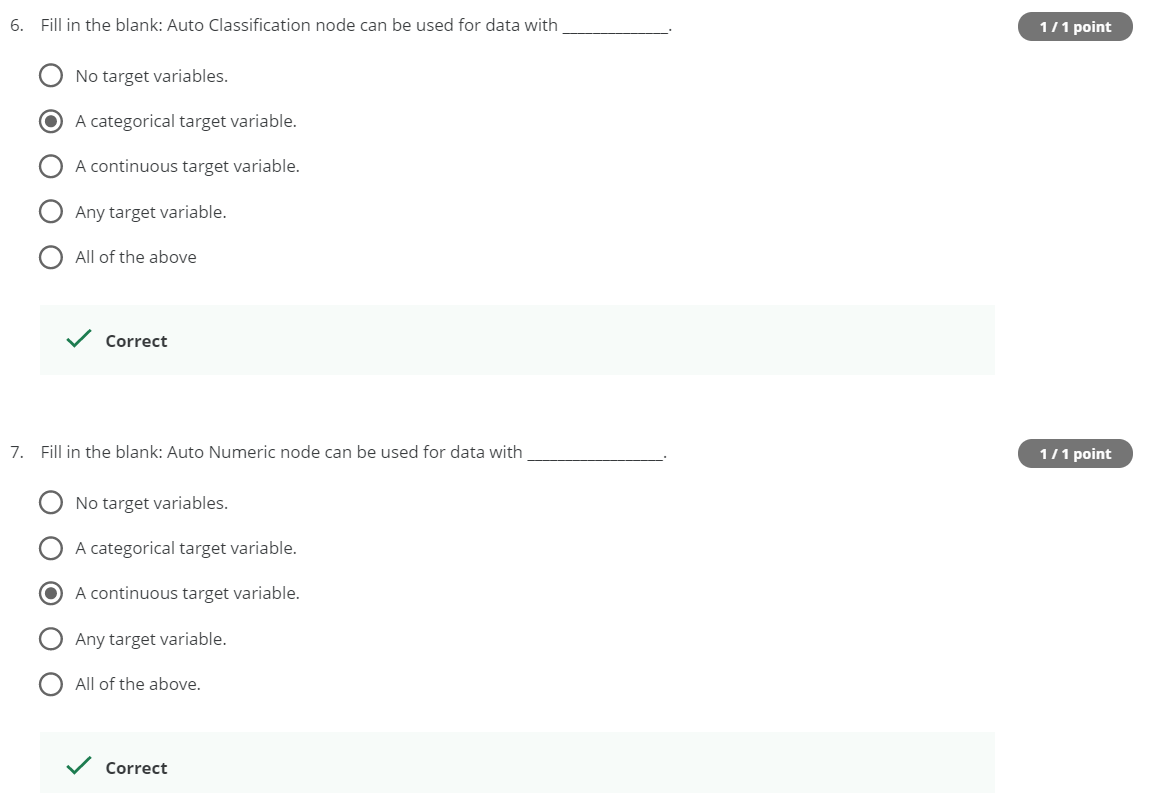 6. Fill in the blank: Auto Classification node can be used for data with ______________.
1 / 1 point
No target variables.
A categorical target variable.
A continuous target variable.
Any target variable.
All of the above
Correct
7. Fill in the blank: Auto Numeric node can be used for data with __________________.
1 / 1 point
No target variables.
A categorical target variable.
A continuous target variable.
Any target variable.
All of the above.
Correct